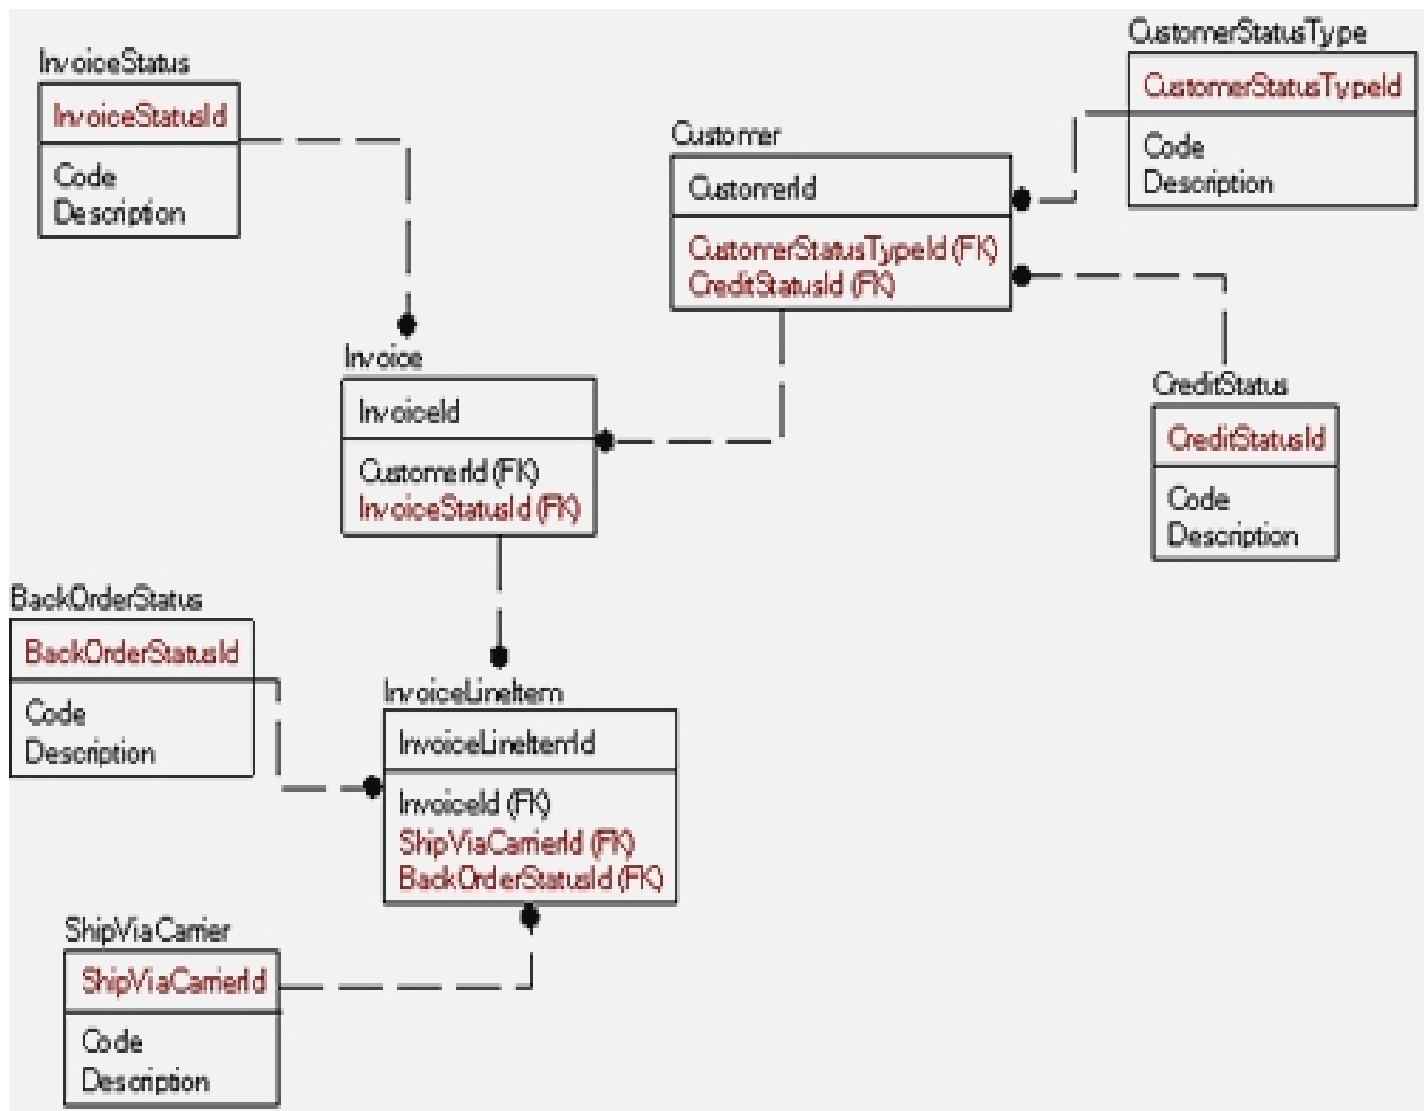 InvoiceStatus
InvoiceStatusId
Code
Description
CustomerStatusType
CustomerStatusTypeId
Code
Description
Customer
CustomerId
CustomerStatusTypeId (FK)
CreditStatusId (FK)
Invoice
InvoiceId
CustomerId (FK)
InvoiceStatusId (FK)
CreditStatus
CreditStatusId
Code
Description
BackOrderStatus
BackOrderStatusId
Code
Description
InvoiceLineItem
InvoiceLineItemId
InvoiceId (FK)
ShipViaCarrierId (FK)
BackOrderStatusId (FK)
ShipViaCarrier
ShipViaCarrierId
Code
Description